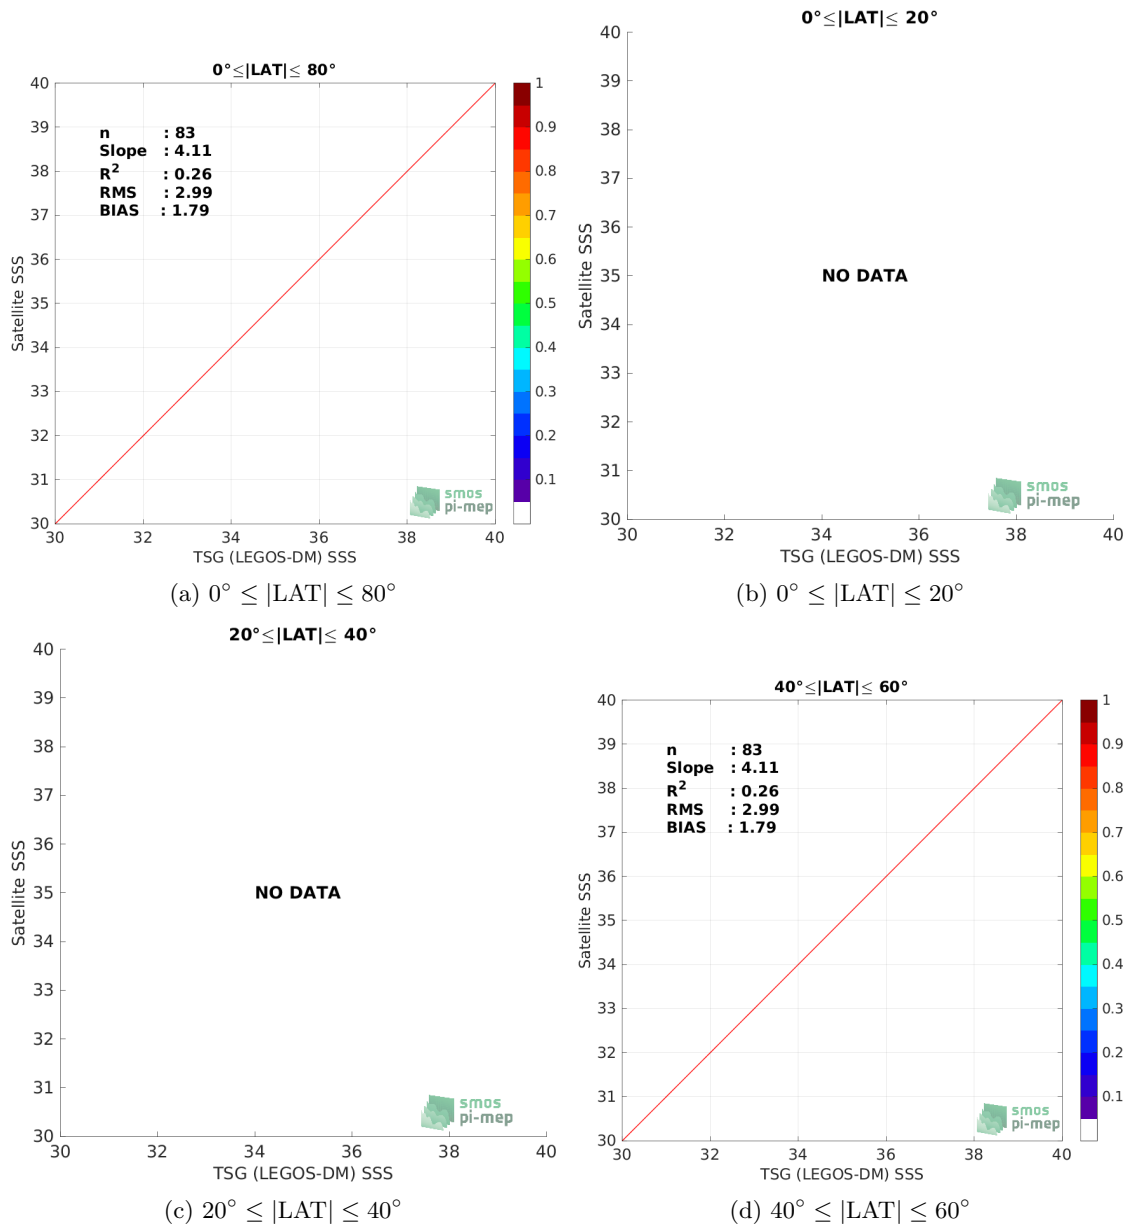 0°≤|LAT|≤ 80°
40
39
38
37
36
35
34
33
32
31
30
Satellite SSS
n : 83
Slope : 4.11
R² : 0.26
RMS : 2.99
BIAS : 1.79
smos
pi-mep
30 32 34 36 38 40
TSG (LEGOS-DM) SSS
1
0.9
0.8
0.7
0.6
0.5
0.4
0.3
0.2
0.1
(a) 0° ≤ |LAT| ≤ 80°
0°≤|LAT|≤ 20°
40
39
38
37
36
35
34
33
32
31
30
Satellite SSS
NO DATA
smos
pi-mep
30 32 34 36 38 40
TSG (LEGOS-DM) SSS
(b) 0° ≤ |LAT| ≤ 20°
20°≤|LAT|≤ 40°
40
39
38
37
36
35
34
33
32
31
30
Satellite SSS
NO DATA
smos
pi-mep
30 32 34 36 38 40
TSG (LEGOS-DM) SSS
(c) 20° ≤ |LAT| ≤ 40°
40°≤|LAT|≤ 60°
40
39
38
37
36
35
34
33
32
31
30
Satellite SSS
n : 83
Slope : 4.11
R² : 0.26
RMS : 2.99
BIAS : 1.79
smos
pi-mep
30 32 34 36 38 40
TSG (LEGOS-DM) SSS
1
0.9
0.8
0.7
0.6
0.5
0.4
0.3
0.2
0.1
(d) 40° ≤ |LAT| ≤ 60°